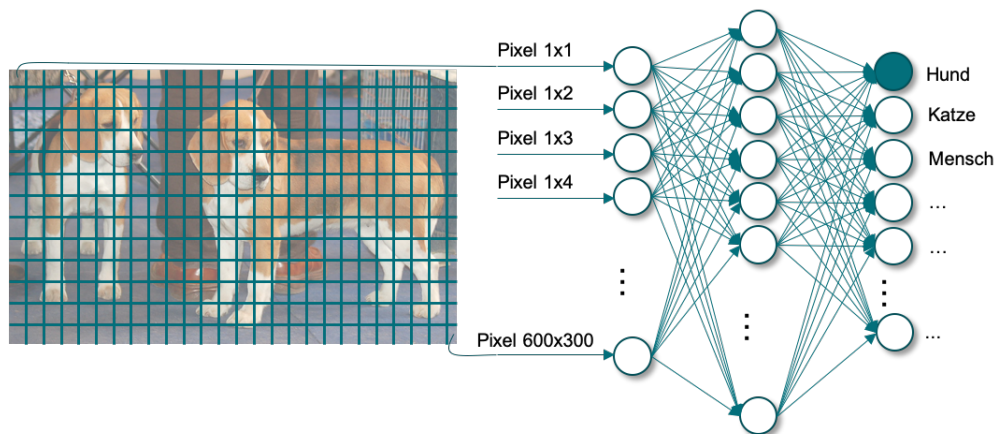 Pixel 1x1
Pixel 1x2
Pixel 1x3
Pixel 1x4
Pixel 600x300
Hund
Katze
Mensch
...
...
...